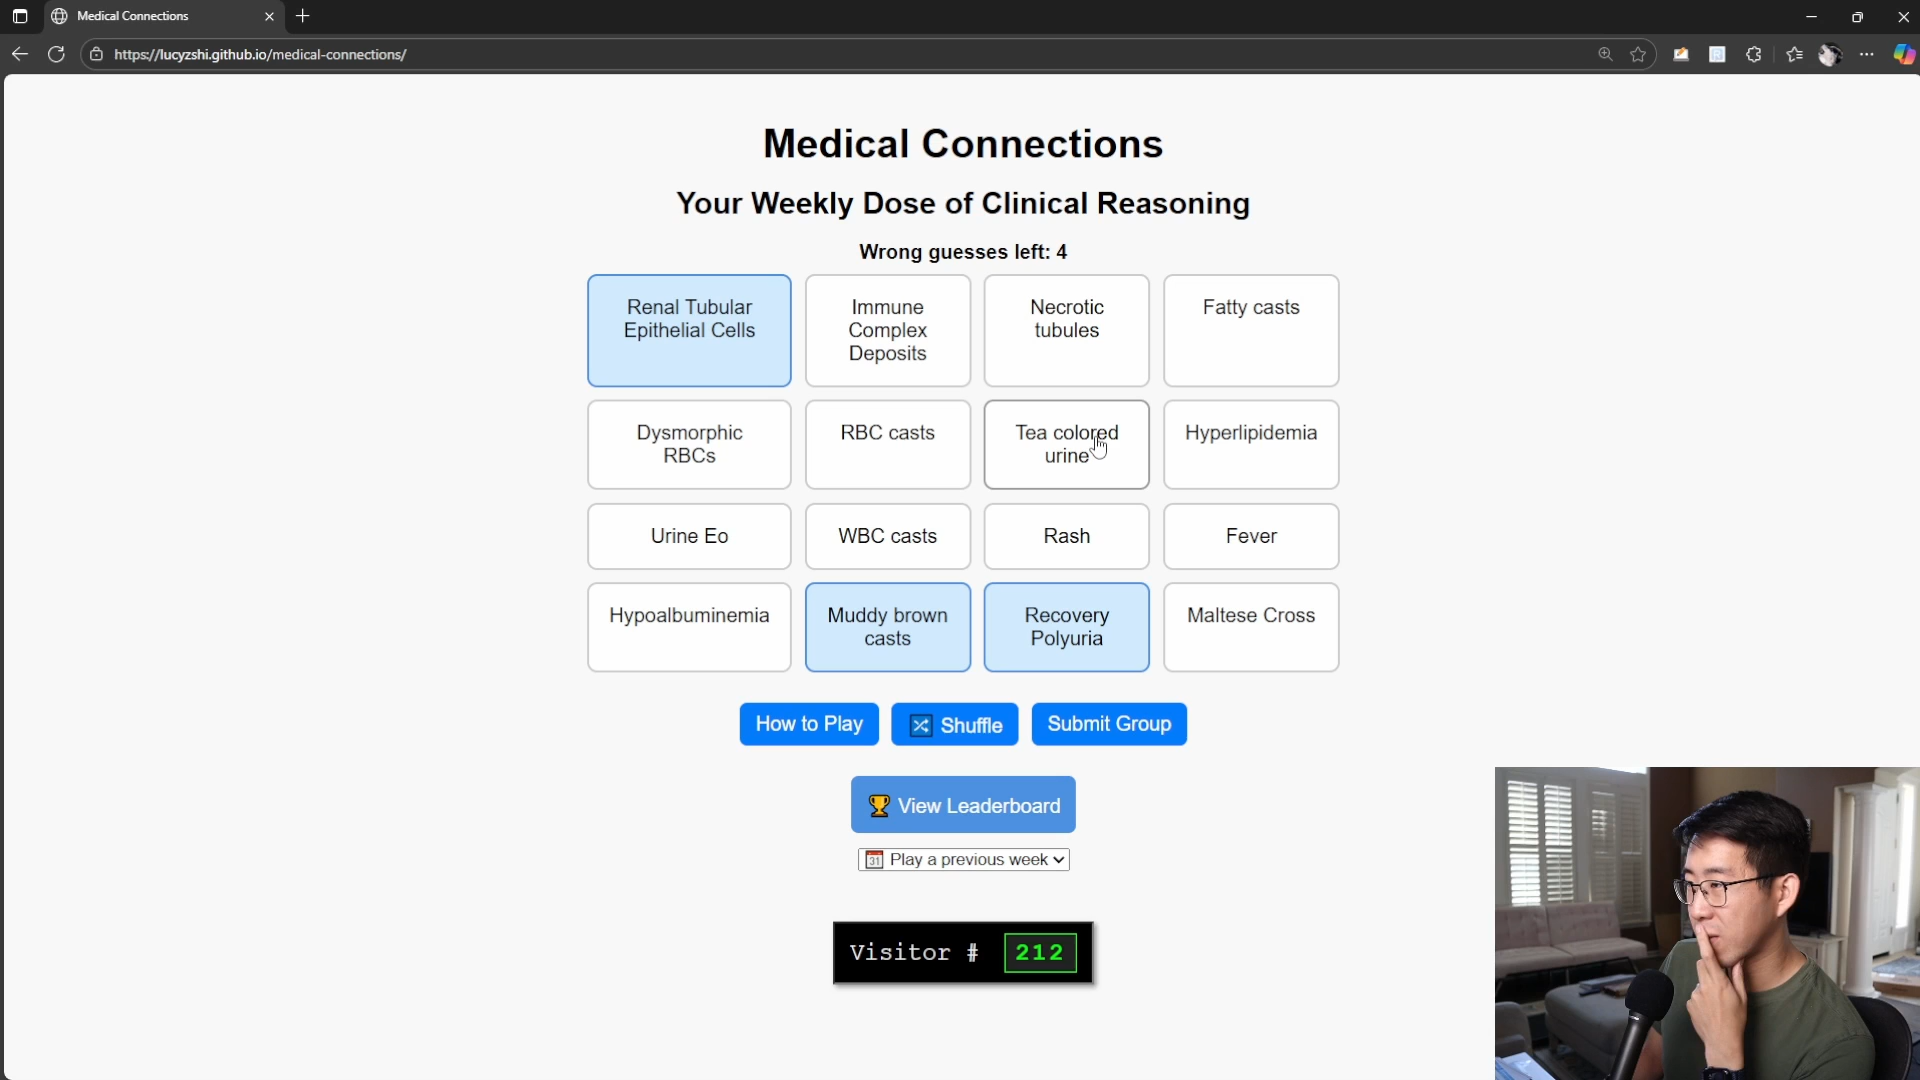 Medical Connections
https://lucyzshi.github.io/medical-connections/
Medical Connections
Your Weekly Dose of Clinical Reasoning
Wrong guesses left: 4
Renal Tubular
Epithelial Cells
Immune
Complex
Deposits
Necrotic
tubules
Fatty casts
Dysmorphic
RBCs
RBC casts
Tea colored
urine
Hyperlipidemia
Urine Eo
WBC casts
Rash
Fever
Hypoalbuminemia
Muddy brown
casts
Recovery
Polyuria
Maltese Cross
How to Play
Shuffle
Submit Group
View Leaderboard
31 Play a previous week
Visitor # 212